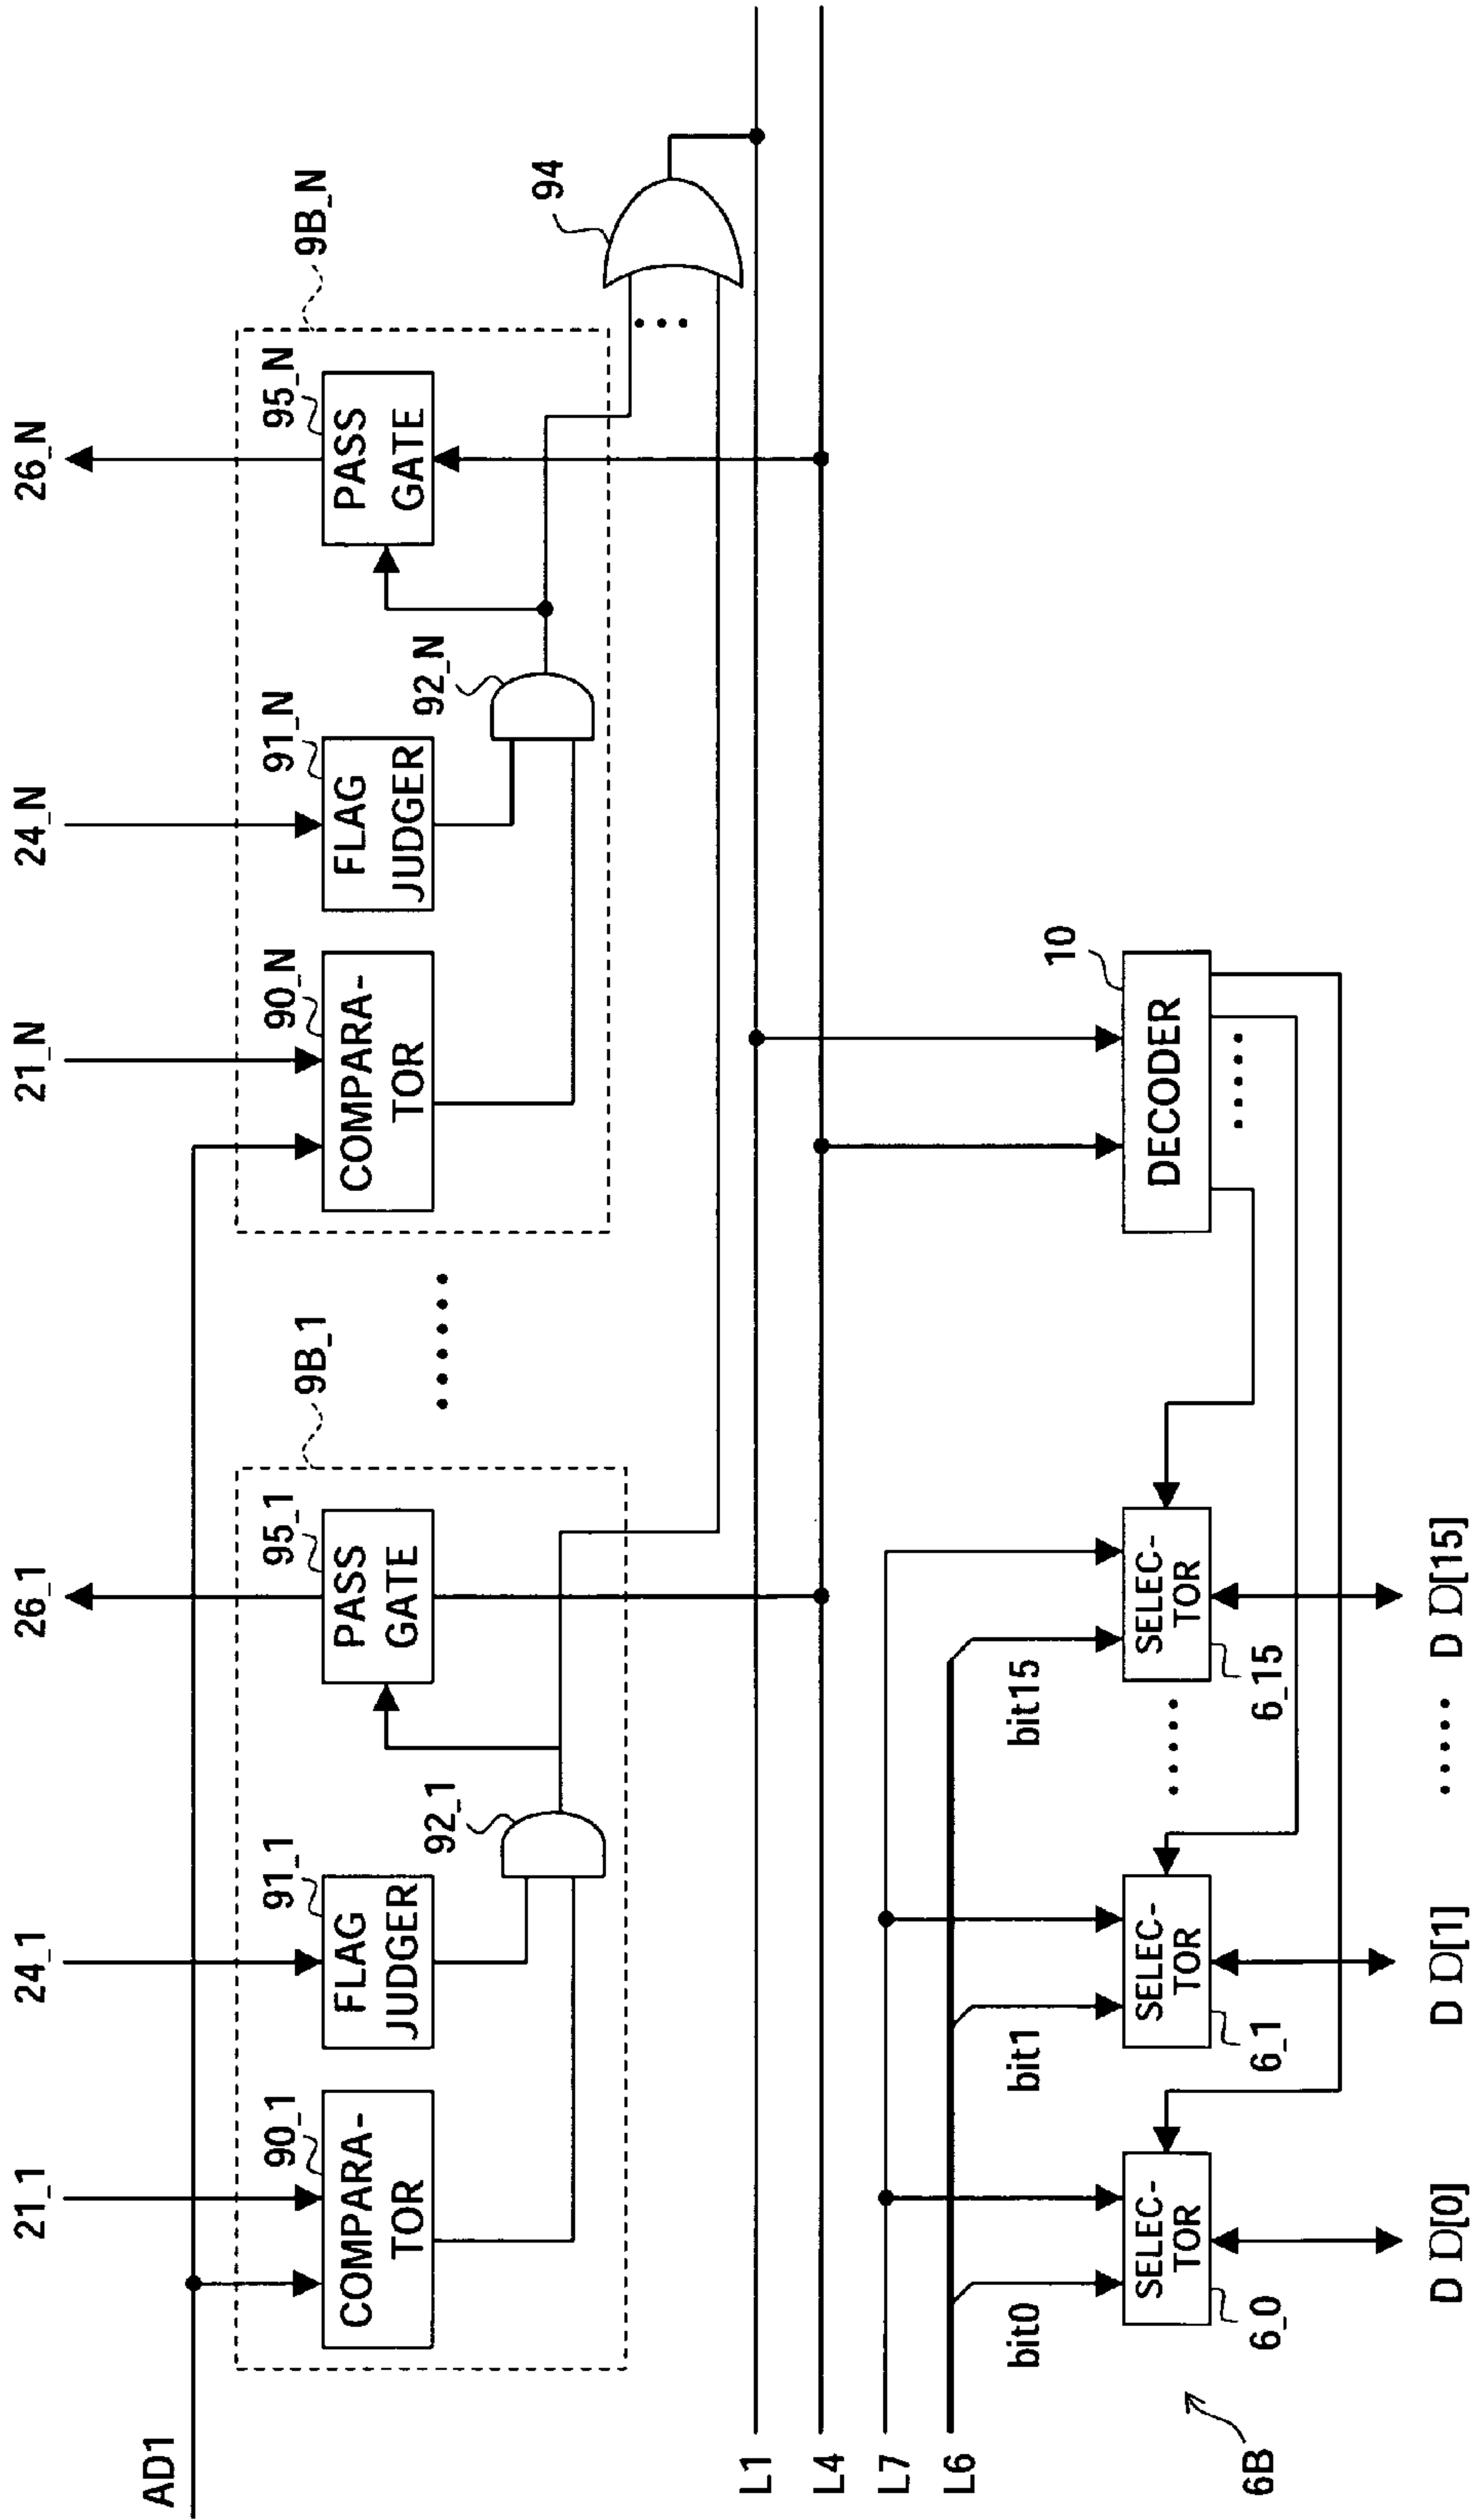 21_1
24_1
26_1
21_N
24_N
26_N
AD1
90_1
91_1
95_1
9B_1
90_N
91_N
95_N
9B_N
COMPARA-
TOR
FLAG
JUDGER
PASS
GATE
COMPARA-
TOR
FLAG
JUDGER
PASS
GATE
92_1
92_N
94
L1
L4
L7
L6
bit0
bit1
bit15
10
SELEC-
TOR
SELEC-
TOR
SELEC-
TOR
DECODER
6B
6_0
6_1
6_15
D D[0]
D D[1]
D D[15]